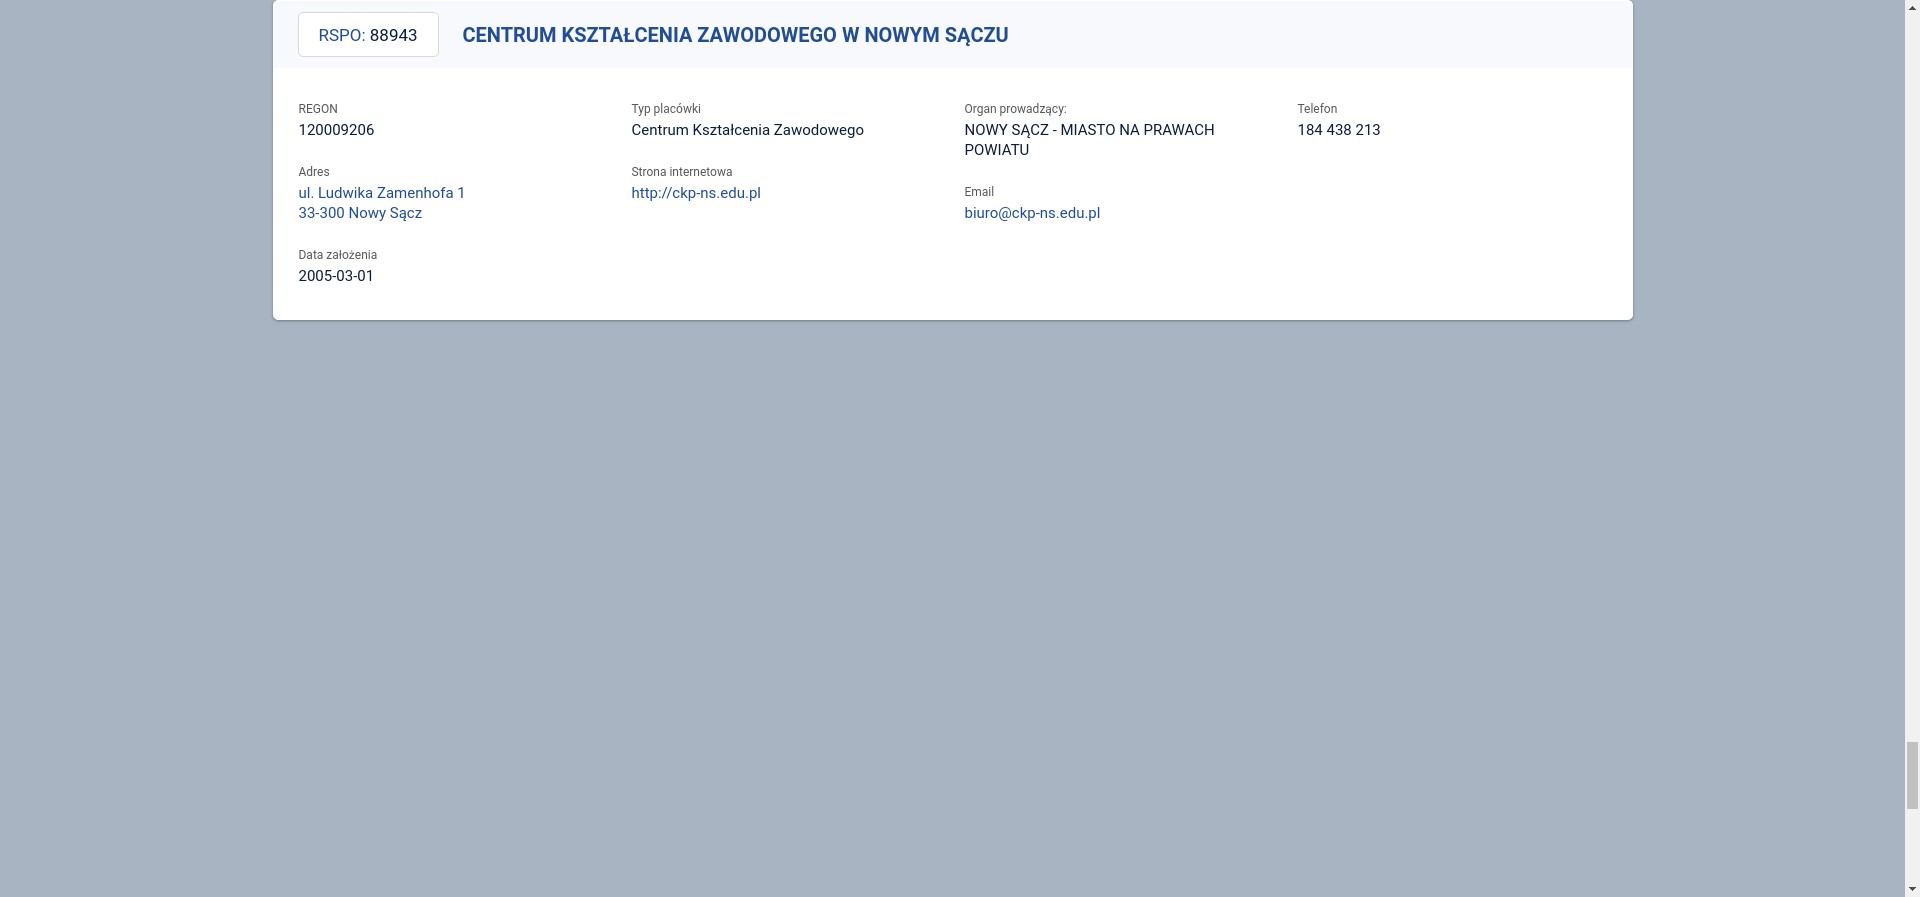 RSPO: 88943
CENTRUM KSZTAŁCENIA ZAWODOWEGO W NOWYM SĄCZU
REGON
120009206
Adres
ul. Ludwika Zamenhofa 1
33-300 Nowy Sącz
Data założenia
2005-03-01
Typ placówki
Centrum Kształcenia Zawodowego
Strona internetowa
http://ckp-ns.edu.pl
Organ prowadzący:
NOWY SĄCZ - MIASTO NA PRAWACH
POWIATU
Email
biuro@ckp-ns.edu.pl
Telefon
184 438 213